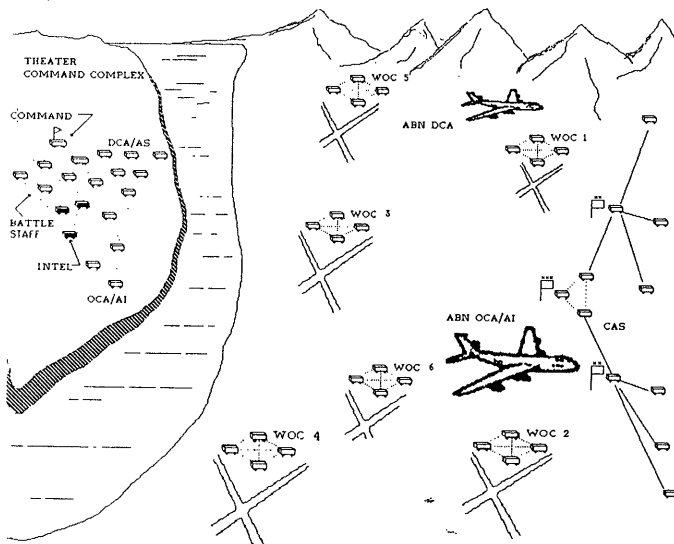 THEATER
COMMAND COMPLEX
COMMAND
DCA/AS
BATTLE
STAFF
INTEL
OCA/AI
WOC 5
ABN DCA
WOC 1
WOC 3
ABN OCA/AI
CAS
WOC 6
WOC 4
WOC 2